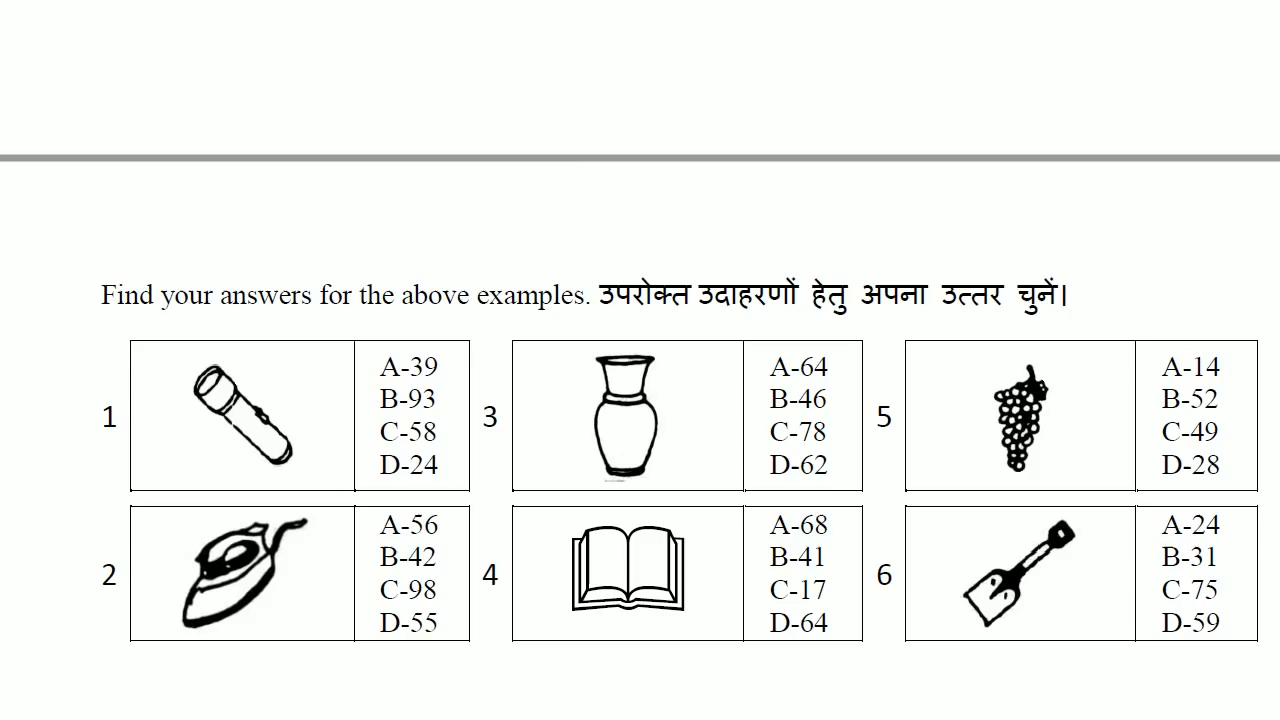 Find your answers for the above examples. उपरोक्त उदाहरणों हेतु अपना उत्तर चुनें।
1
A-39
B-93
C-58
D-24
3
A-64
B-46
C-78
D-62
5
A-14
B-52
C-49
D-28
2
A-56
B-42
C-98
D-55
4
A-68
B-41
C-17
D-64
6
A-24
B-31
C-75
D-59